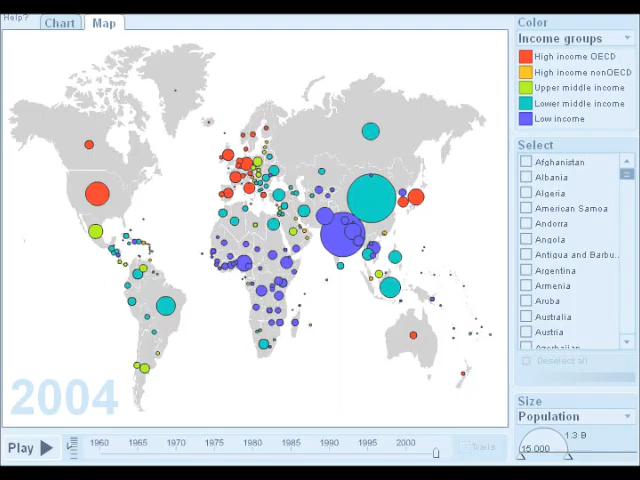 Help?
Chart
Map
Color
Income groups
High income OECD
High income nonOECD
Upper middle income
Lower middle income
Low income
Select
Afghanistan
Albania
Algeria
American Samoa
Andorra
Angola
Antigua and Barbu..
Argentina
Armenia
Aruba
Australia
Austria
Azerbaijan
Deselect all
2004
Size
Population
1.3 B
15 000
Play
1960 1965 1970 1975 1980 1985 1990 1995 2000
Trails